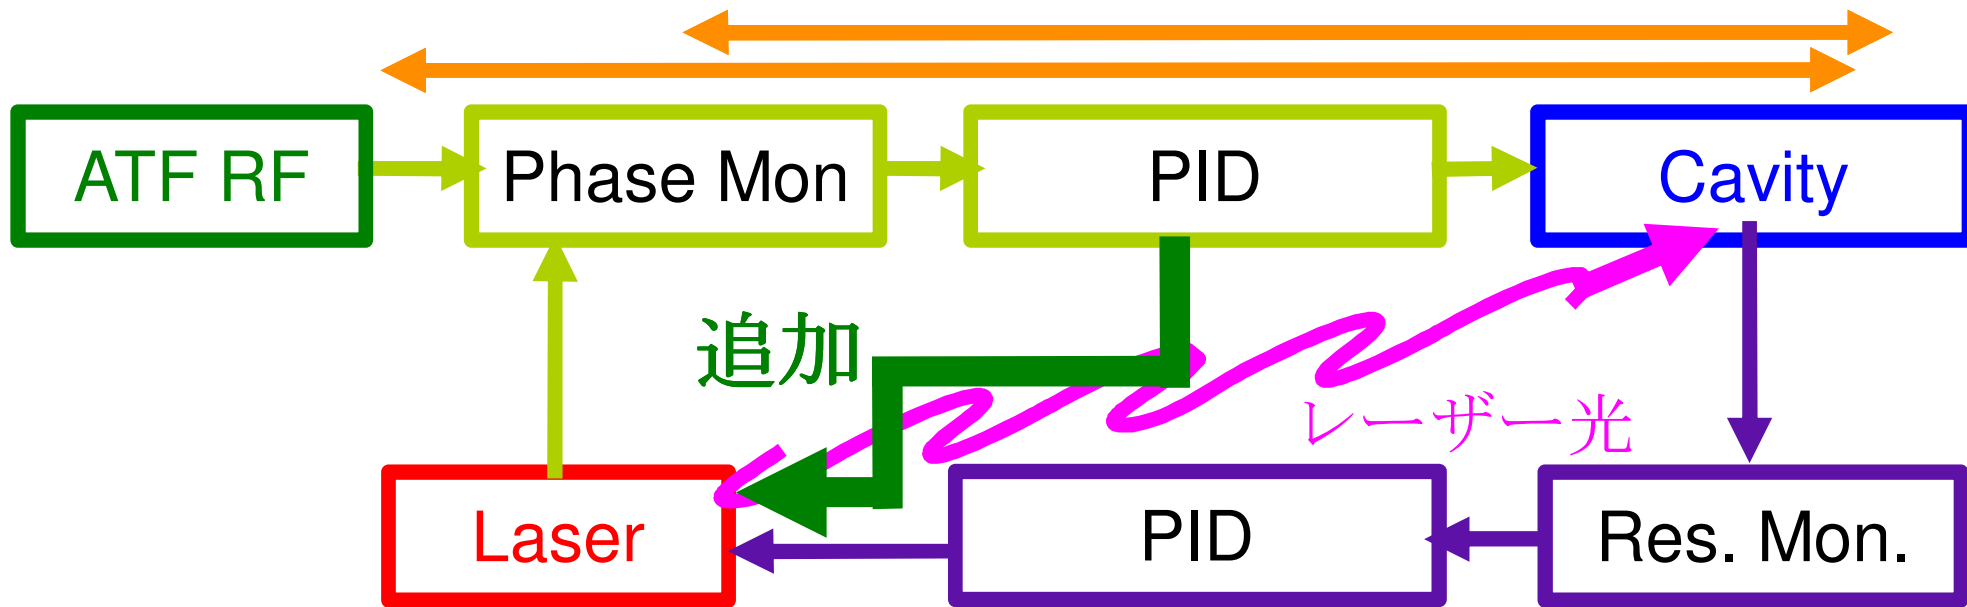 ATF RF
Phase Mon
PID
Cavity
追加
レーザー光
Laser
PID
Res. Mon.